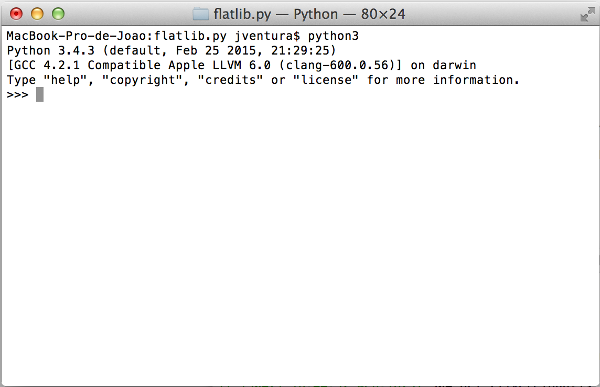 flatlib.py — Python — 80×24
MacBook-Pro-de-Joao:flatlib.py jventura$ python3
Python 3.4.3 (default, Feb 25 2015, 21:29:25)
[GCC 4.2.1 Compatible Apple LLVM 6.0 (clang-600.0.56)] on darwin
Type "help", "copyright", "credits" or "license" for more information.
>>>